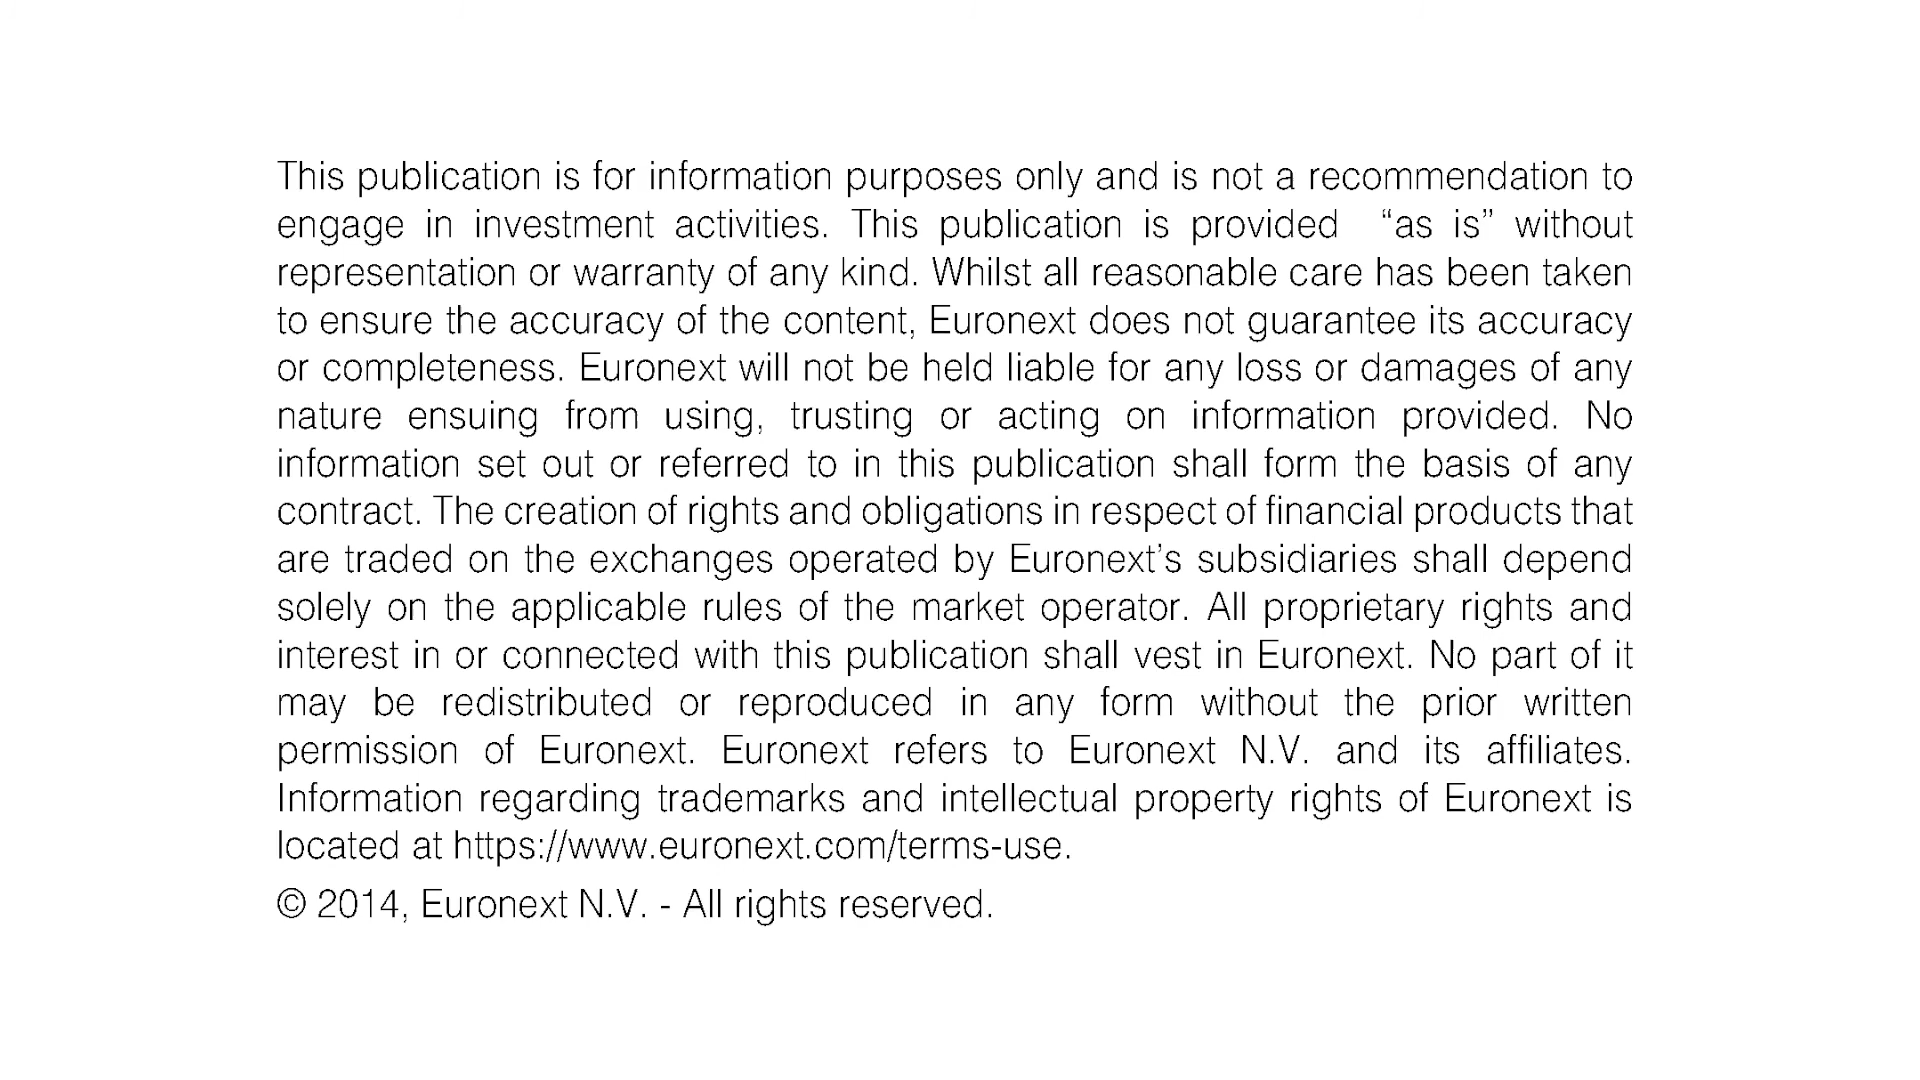 This publication is for information purposes only and is not a recommendation to
engage in investment activities. This publication is provided “as is” without
representation or warranty of any kind. Whilst all reasonable care has been taken
to ensure the accuracy of the content, Euronext does not guarantee its accuracy
or completeness. Euronext will not be held liable for any loss or damages of any
nature ensuing from using, trusting or acting on information provided. No
information set out or referred to in this publication shall form the basis of any
contract. The creation of rights and obligations in respect of financial products that
are traded on the exchanges operated by Euronext’s subsidiaries shall depend
solely on the applicable rules of the market operator. All proprietary rights and
interest in or connected with this publication shall vest in Euronext. No part of it
may be redistributed or reproduced in any form without the prior written
permission of Euronext. Euronext refers to Euronext N.V. and its affiliates.
Information regarding trademarks and intellectual property rights of Euronext is
located at https://www.euronext.com/terms-use.
© 2014, Euronext N.V. - All rights reserved.